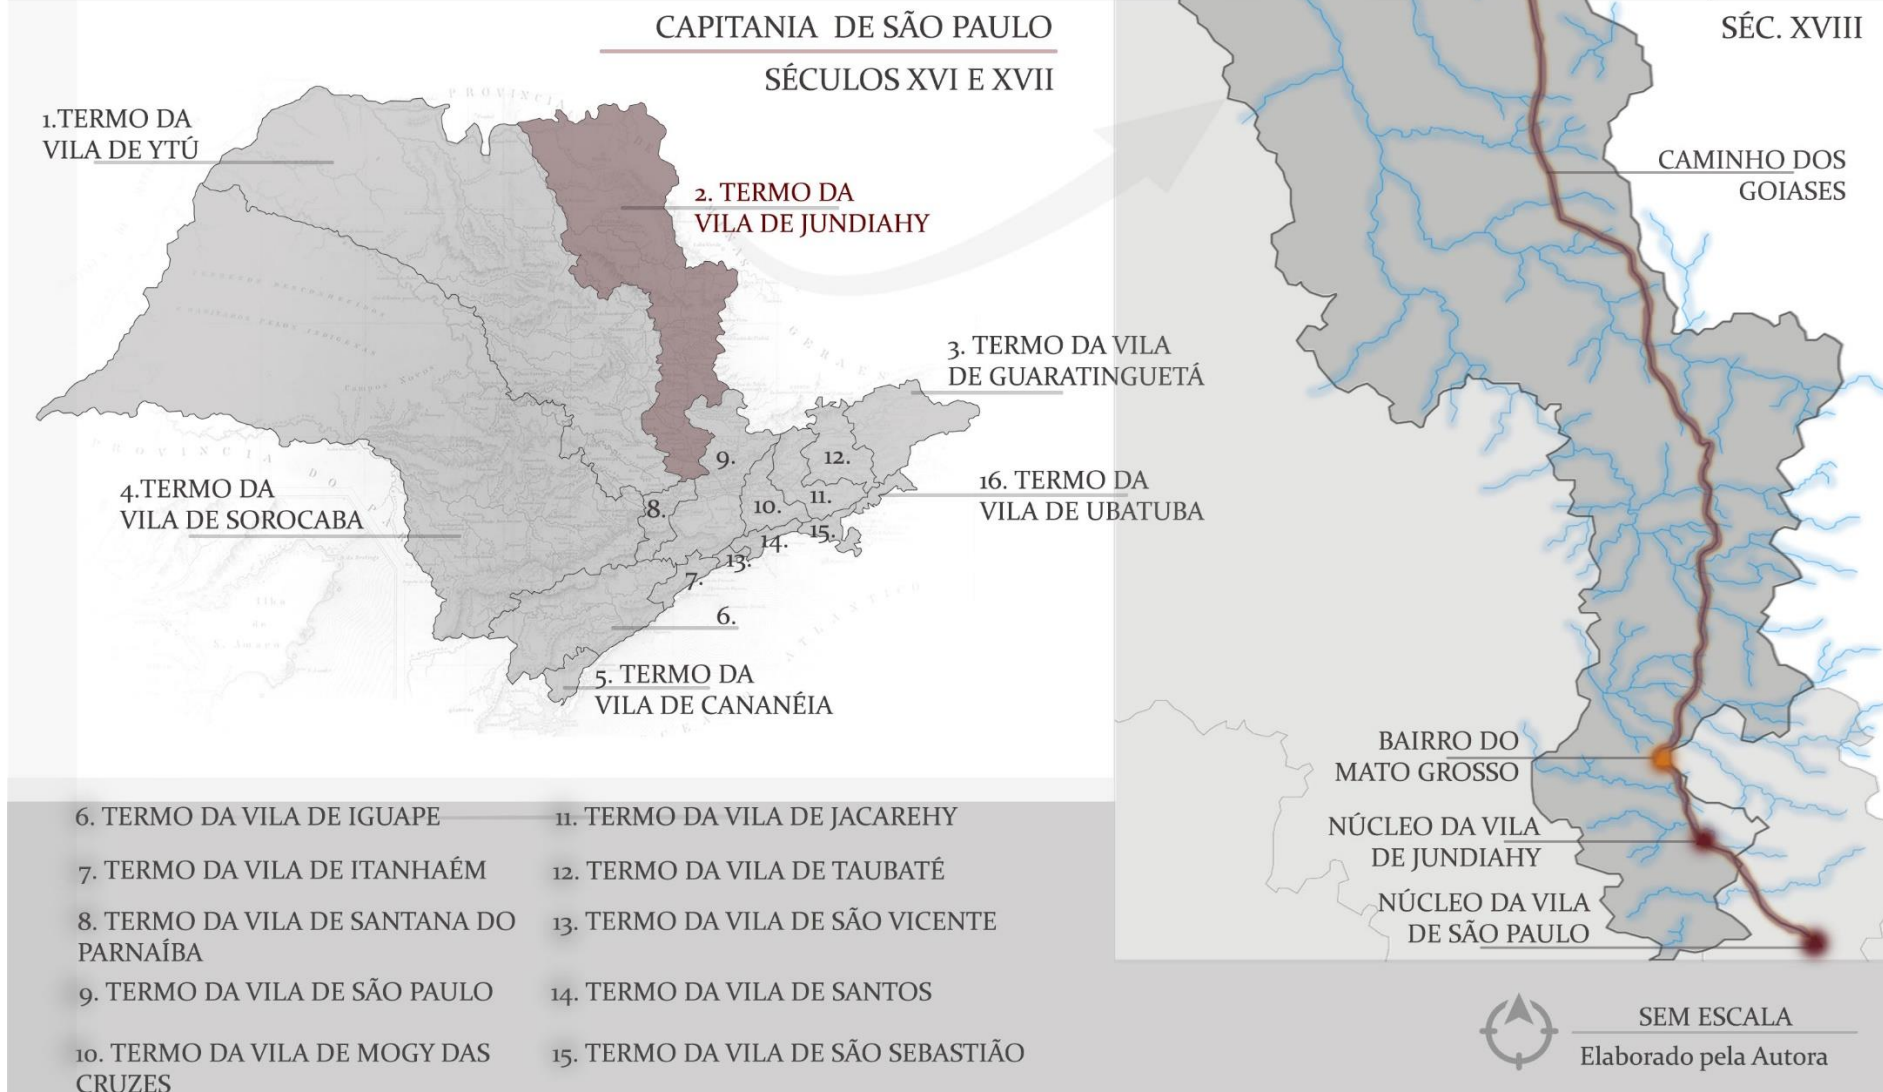 CAPITANIA DE SÃO PAULO
SÉCULOS XVI E XVII
1.TERMO DA
VILA DE YTÚ
2. TERMO DA
VILA DE JUNDIAHY
3. TERMO DA VILA
DE GUARATINGUETÁ
4.TERMO DA
VILA DE SOROCABA
9.
12.
8.
10.
11.
16. TERMO DA
VILA DE UBATUBA
15.
14.
13.
7.
6.
5. TERMO DA
VILA DE CANANÉIA
SÉC. XVIII
CAMINHO DOS
GOIASES
BAIRRO DO
MATO GROSSO
NÚCLEO DA VILA
DE JUNDIAHY
NÚCLEO DA VILA
DE SÃO PAULO
6. TERMO DA VILA DE IGUAPE
7. TERMO DA VILA DE ITANHAÉM
8. TERMO DA VILA DE SANTANA DO
PARNAÍBA
9. TERMO DA VILA DE SÃO PAULO
10. TERMO DA VILA DE MOGY DAS
CRUZES
11. TERMO DA VILA DE JACAREHY
12. TERMO DA VILA DE TAUBATÉ
13. TERMO DA VILA DE SÃO VICENTE
14. TERMO DA VILA DE SANTOS
15. TERMO DA VILA DE SÃO SEBASTIÃO
SEM ESCALA
Elaborado pela Autora